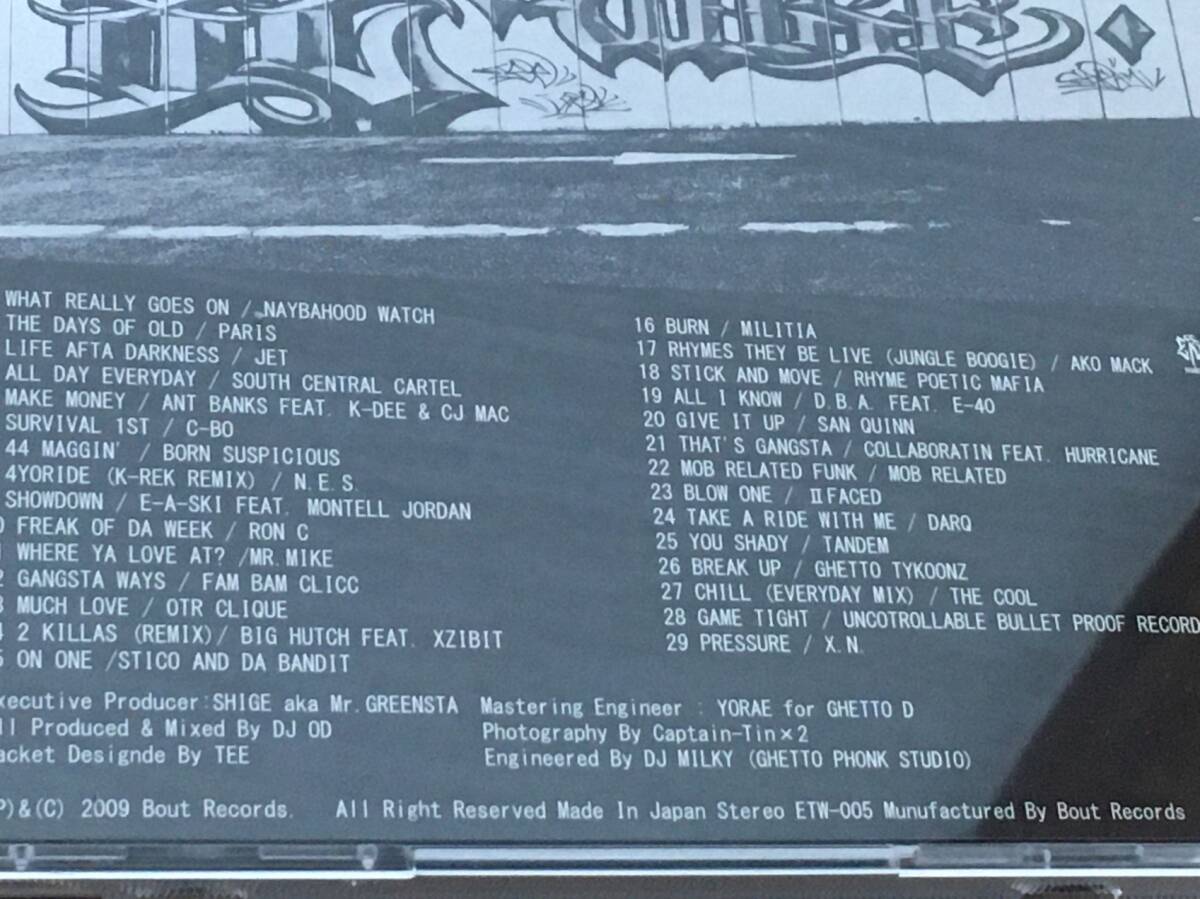 WHAT REALLY GOES ON / NAYBAHOOD WATCH
THE DAYS OF OLD / PARIS
LIFE AFTA DARKNESS / JET
ALL DAY EVERYDAY / SOUTH CENTRAL CARTEL
MAKE MONEY / ANT BANKS FEAT. K-DEE & CJ MAC
SURVIVAL 1ST / C-BO
44 MAGGIN' / BORN SUSPICIOUS
4YORIDE (K-REK REMIX) / N.E.S.
SHOWDOWN / E-A-SKI FEAT. MONTELL JORDAN
0 FREAK OF DA WEEK / RON C
1 WHERE YA LOVE AT? /MR.MIKE
2 GANGSTA WAYS / FAM BAM CLICC
3 MUCH LOVE / OTR CLIQUE
4 2 KILLAS (REMIX)/ BIG HUTCH FEAT. XZIBIT
5 ON ONE /STICO AND DA BANDIT
16 BURN / MILITIA
17 RHYMES THEY BE LIVE (JUNGLE BOOGIE) / AKO MACK
18 STICK AND MOVE / RHYME POETIC MAFIA
19 ALL I KNOW / D.B.A. FEAT. E-40
20 GIVE IT UP / SAN QUINN
21 THAT'S GANGSTA / COLLABORATIN FEAT. HURRICANE
22 MOB RELATED FUNK / MOB RELATED
23 BLOW ONE / ⅡFACED
24 TAKE A RIDE WITH ME / DARQ
25 YOU SHADY / TANDEM
26 BREAK UP / GHETTO TYKOONZ
27 CHILL (EVERYDAY MIX) / THE COOL
28 GAME TIGHT / UNCOTROLLABLE BULLET PROOF RECORD
29 PRESSURE / X.N.
xecutive Producer:SHIGE aka Mr.GREENSTA
ll Produced & Mixed By DJ OD
acket Designde By TEE
Mastering Engineer : YORAE for GHETTO D
Photography By Captain-Tin×2
Engineered By DJ MILKY (GHETTO PHONK STUDIO)
P)&(C) 2009 Bout Records. All Right Reserved Made In Japan Stereo ETW-005 Munufactured By Bout Records